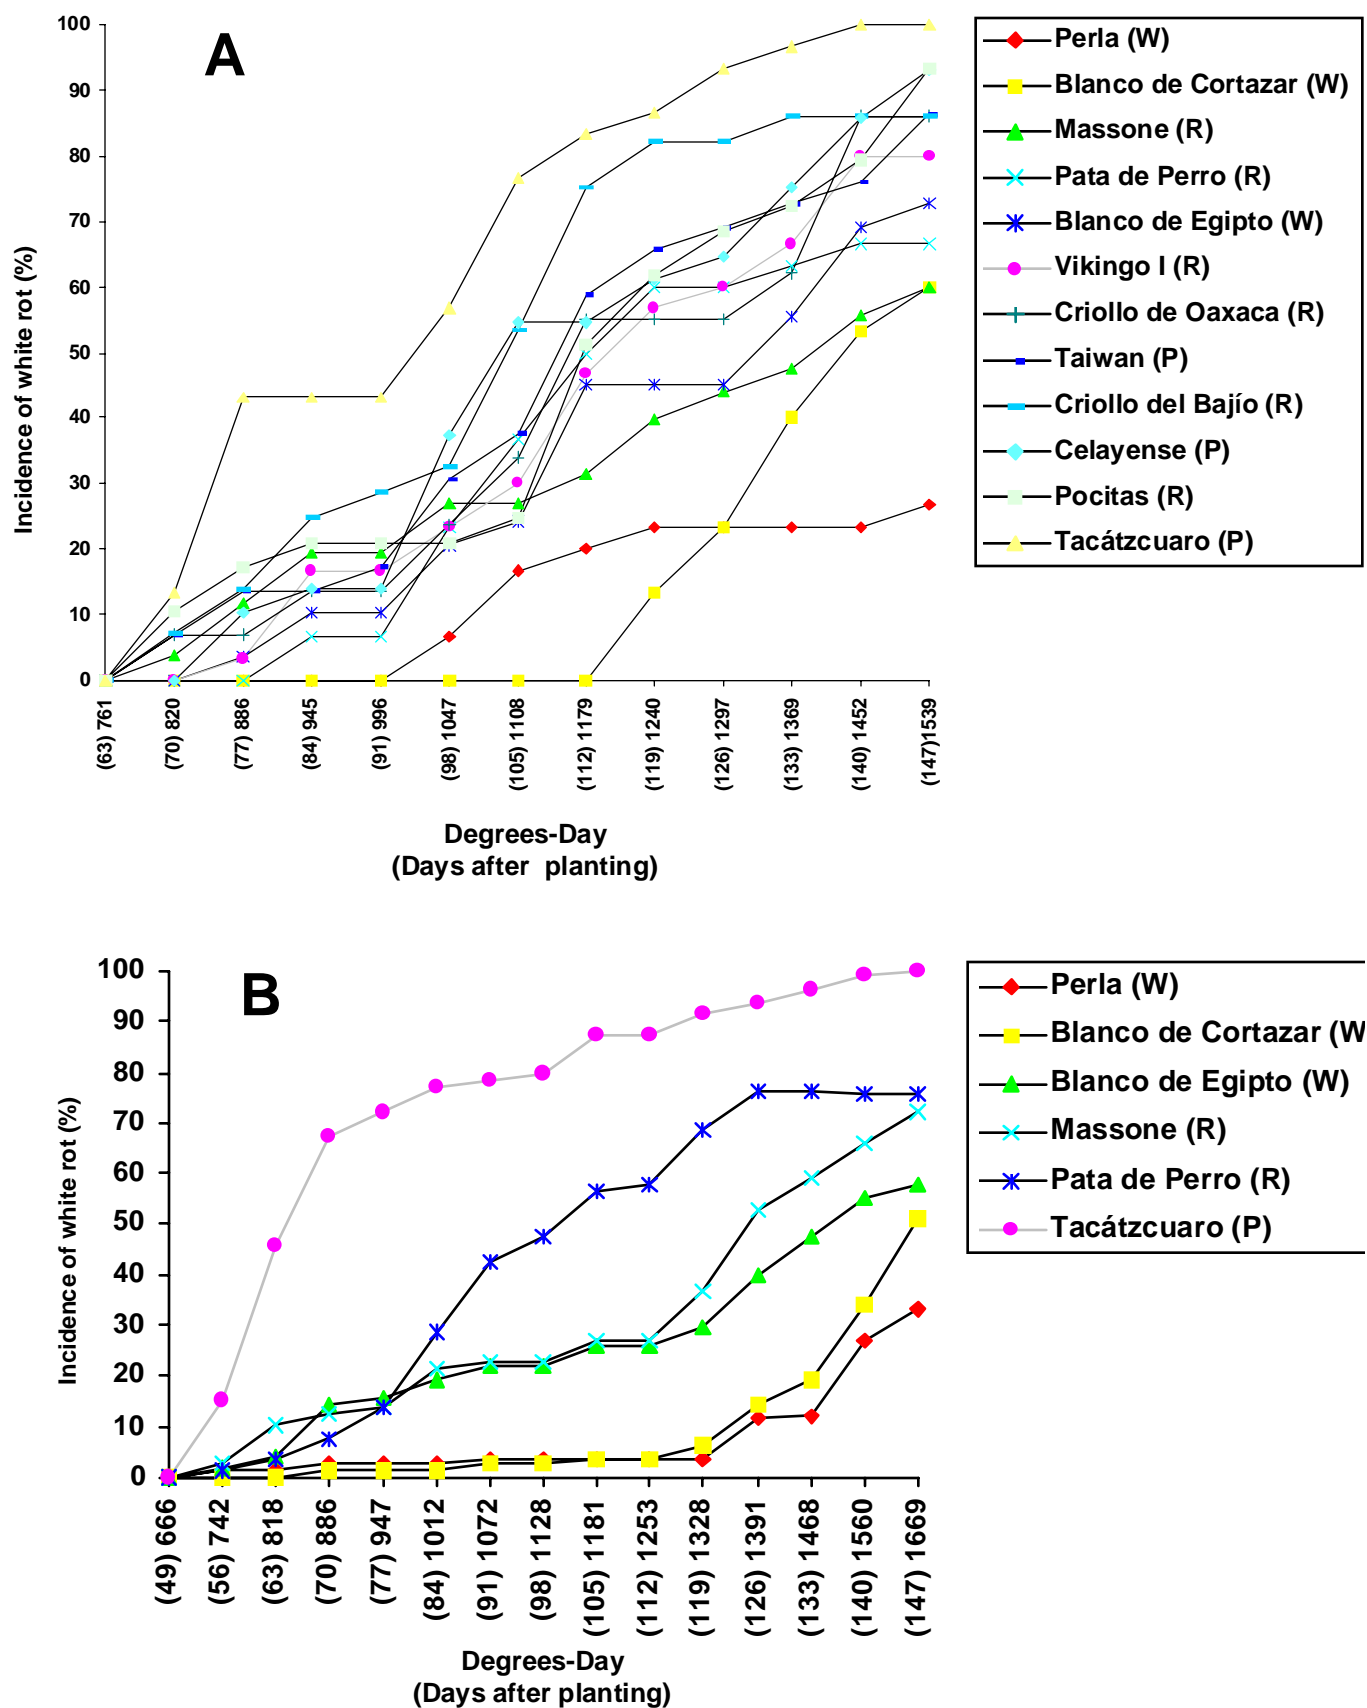 A
100
90
80
70
60
50
40
30
20
10
0
Incidence of white rot (%)
(63) 761
(70) 820
(77) 886
(84) 945
(91) 996
(98) 1047
(105) 1108
(112) 1179
(119) 1240
(126) 1297
(133) 1369
(140) 1452
(147)1539
Degrees-Day
(Days after planting)
Perla (W)
Blanco de Cortazar (W)
Massone (R)
Pata de Perro (R)
Blanco de Egipto (W)
Vikingo I (R)
Criollo de Oaxaca (R)
Taiwan (P)
Criollo del Bajío (R)
Celayense (P)
Pocitas (R)
Tacátzcuaro (P)
B
100
90
80
70
60
50
40
30
20
10
0
Incidence of white rot (%)
(49) 666
(56) 742
(63) 818
(70) 886
(77) 947
(84) 1012
(91) 1072
(98) 1128
(105) 1181
(112) 1253
(119) 1328
(126) 1391
(133) 1468
(140) 1560
(147) 1669
Degrees-Day
(Days after planting)
Perla (W)
Blanco de Cortazar (W
Blanco de Egipto (W)
Massone (R)
Pata de Perro (R)
Tacátzcuaro (P)